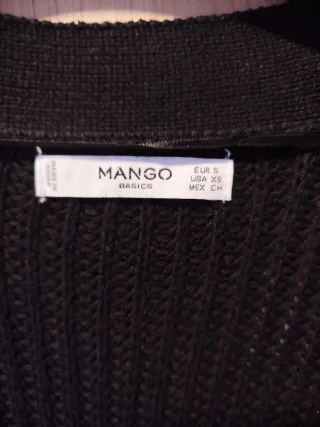 MANGO
BASICS
EUR S
USA XS
MEX CH